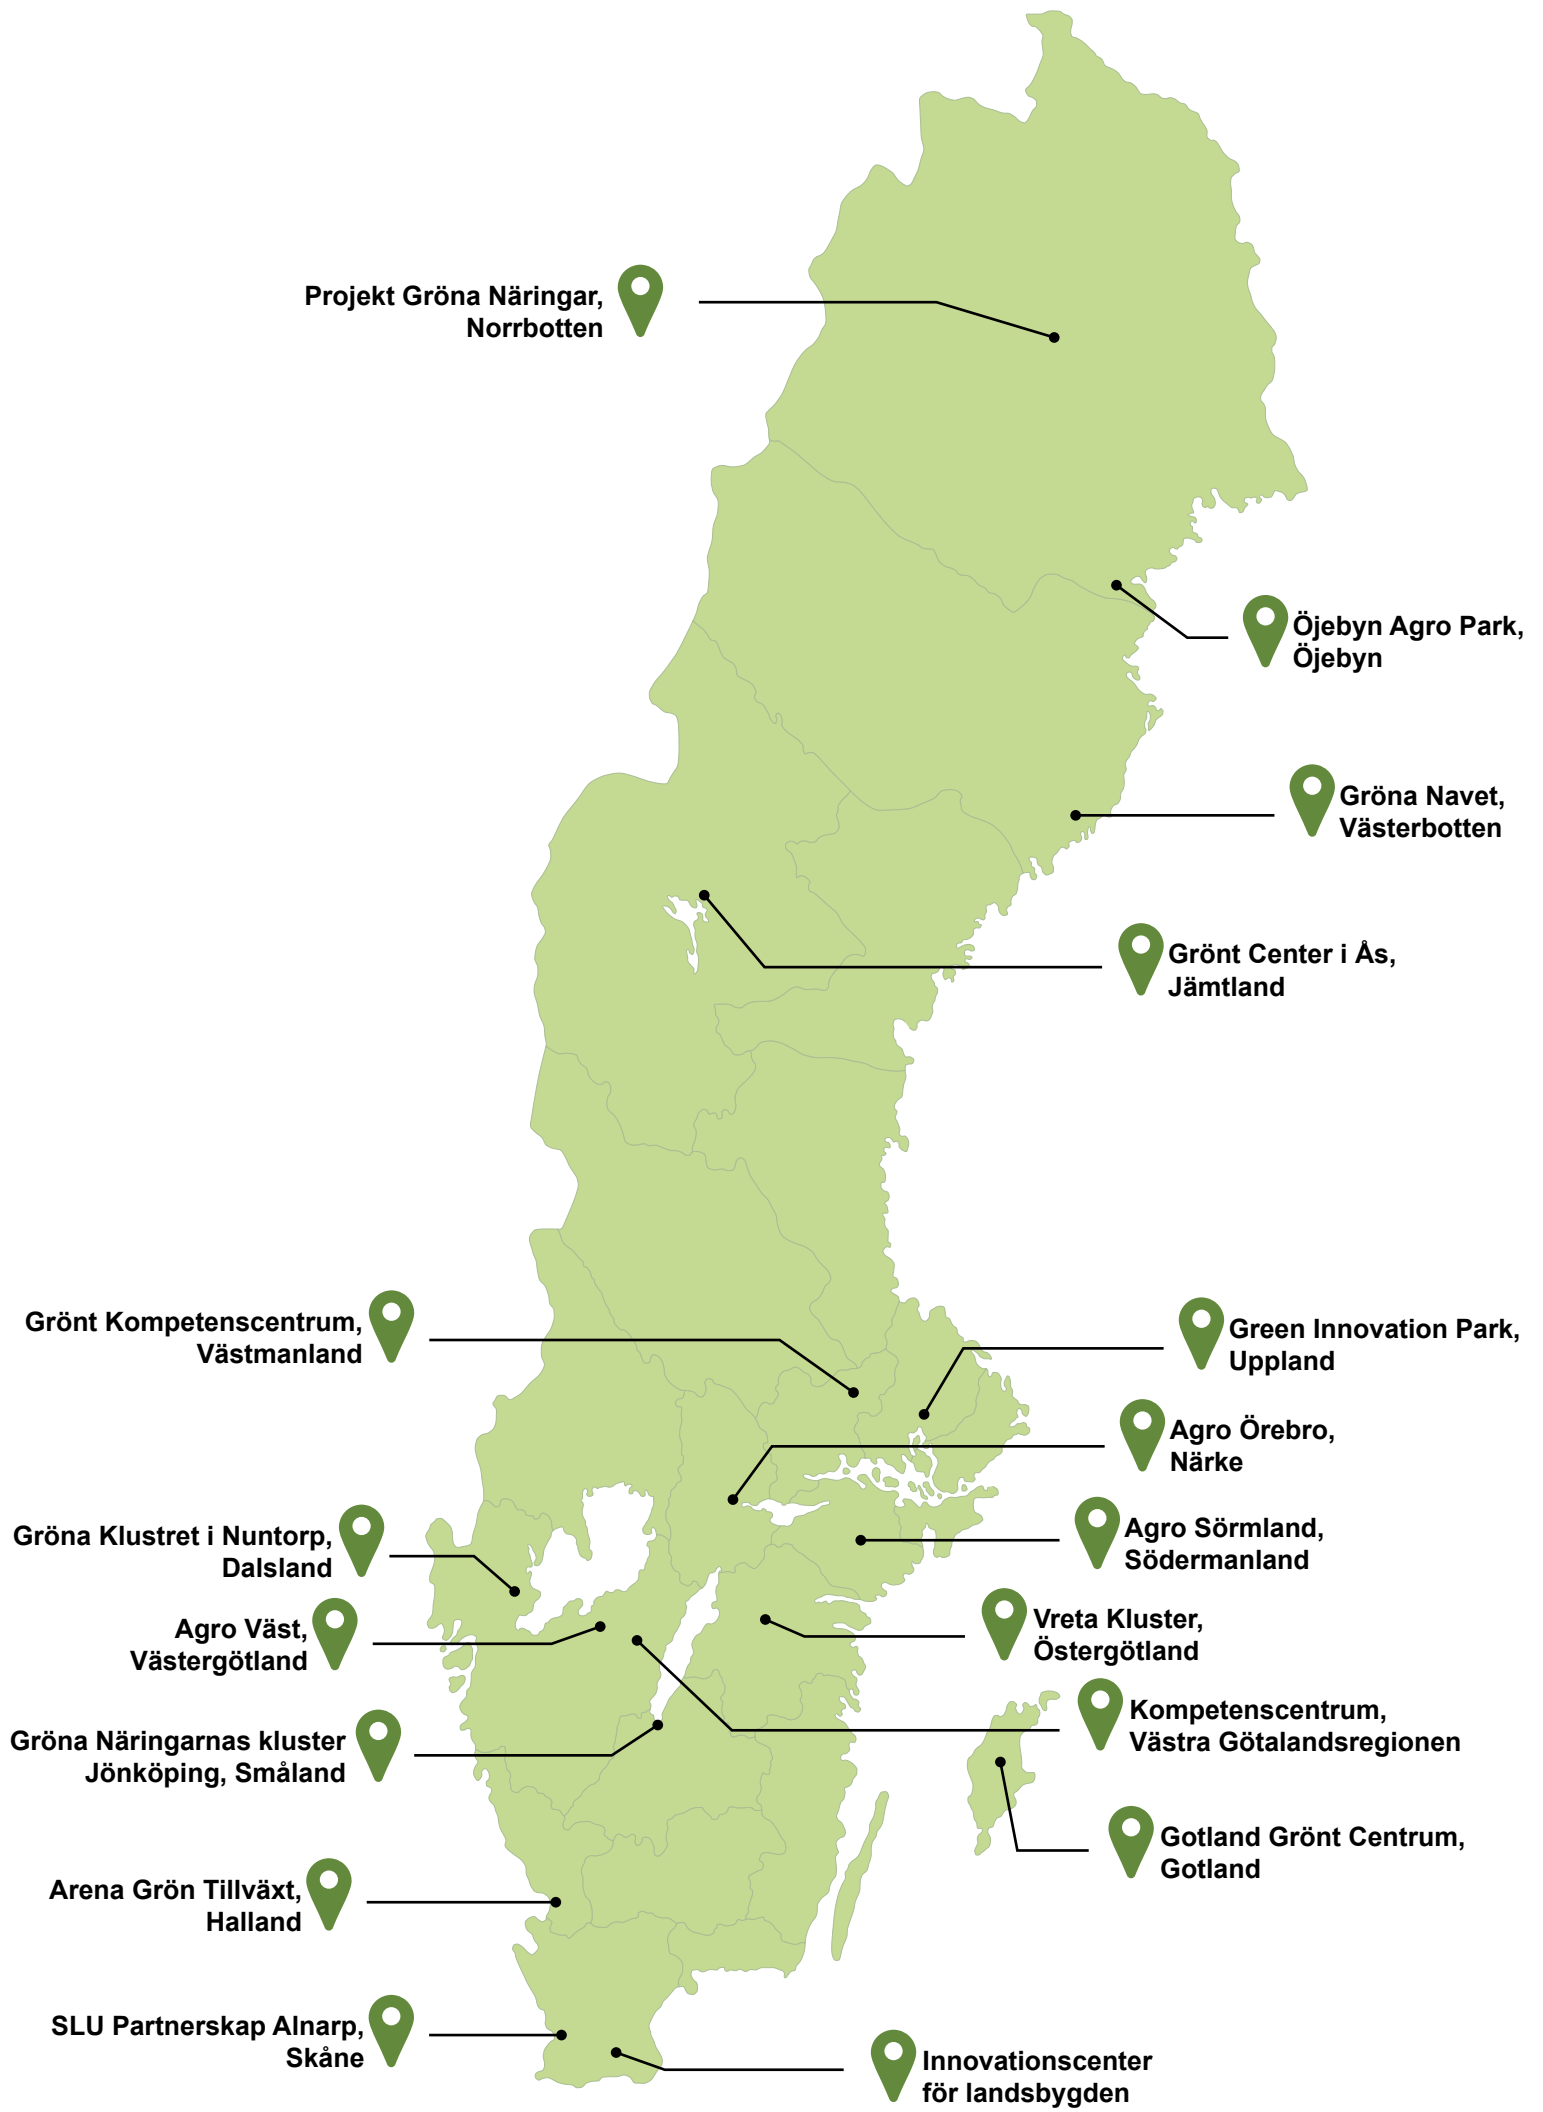 Projekt Gröna Näringar,
Norrbotten
Öjebyn Agro Park,
Öjebyn
Gröna Navet,
Västerbotten
Grönt Center i Ås,
Jämtland
Grönt Kompetenscentrum,
Västmanland
Green Innovation Park,
Uppland
Agro Örebro,
Närke
Gröna Klustret i Nuntorp,
Dalsland
Agro Sörmland,
Södermanland
Agro Väst,
Västergötland
Vreta Kluster,
Östergötland
Gröna Näringarnas kluster
Jönköping, Småland
Kompetenscentrum,
Västra Götalandsregionen
Gotland Grönt Centrum,
Gotland
Arena Grön Tillväxt,
Halland
SLU Partnerskap Alnarp,
Skåne
Innovationscenter
för landsbygden